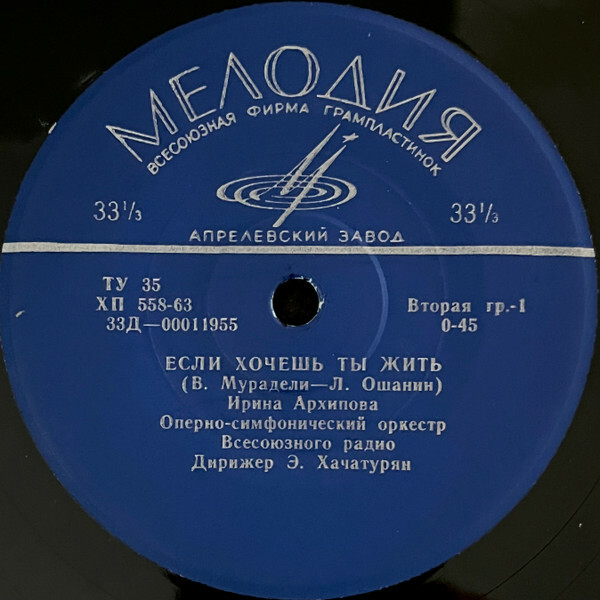 МЕЛОДИЯ
ВСЕСОЮЗНАЯ ФИРМА ГРАМПЛАСТИНОК
33⅓ 33⅓
АПРЕЛЕВСКИЙ ЗАВОД
ТУ 35
ХП 558-63 Вторая гр.-1
33Д—00011955 0-45
ЕСЛИ ХОЧЕШЬ ТЫ ЖИТЬ
(В. Мурадели—Л. Ошанин)
Ирина Архипова
Оперно-симфонический оркестр
Всесоюзного радио
Дирижер Э. Хачатурян